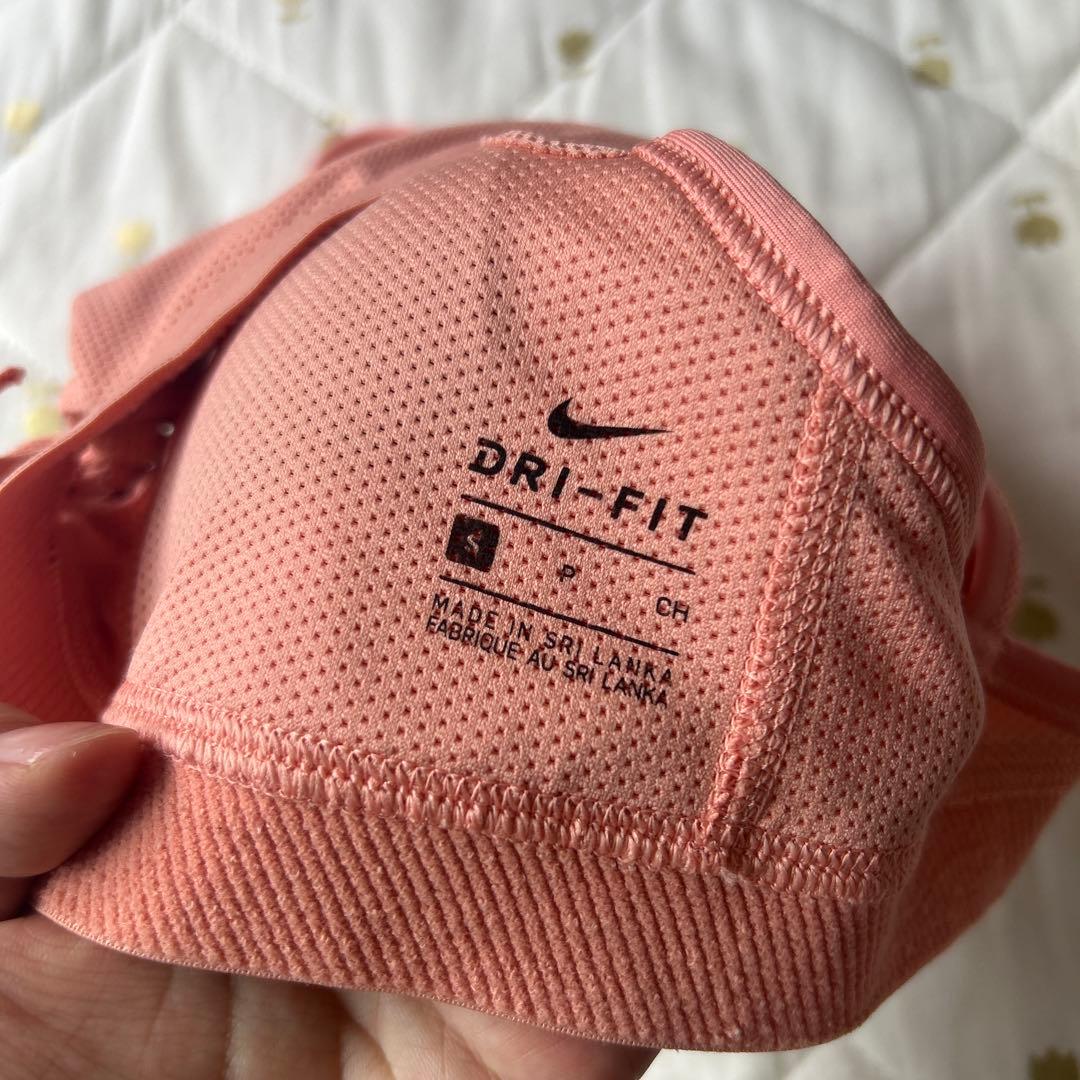 DRI-FIT
S P CH
MADE IN SRI LANKA
FABRIQUE AU SRI LANKA